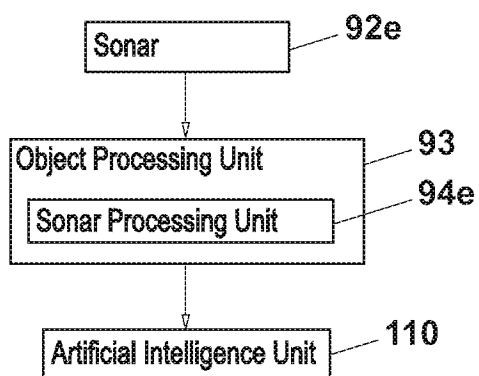 Sonar
92e
Object Processing Unit
93
Sonar Processing Unit
94e
Artificial Intelligence Unit
110